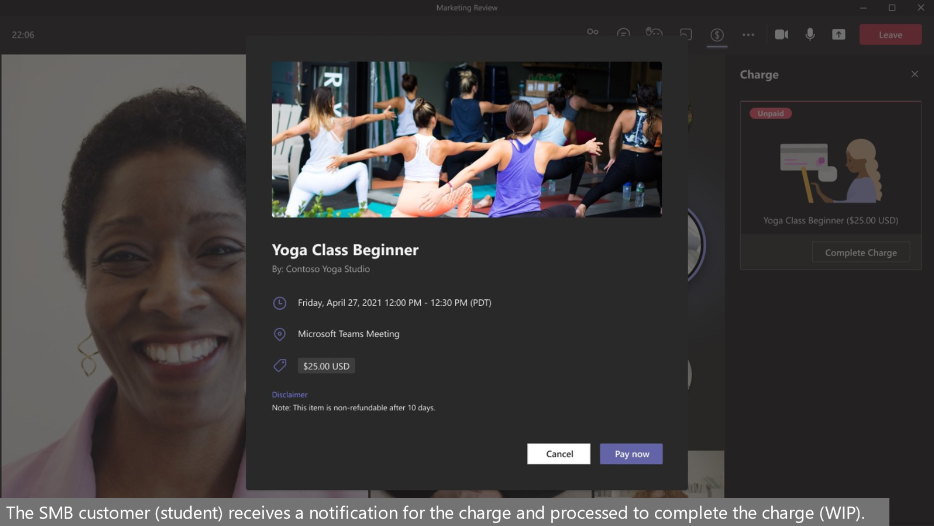 Marketing Review
22:06
Leave
Charge
Unpaid
Yoga Class Beginner ($25.00 USD)
Complete Charge
Yoga Class Beginner
By: Contoso Yoga Studio
Friday, April 27, 2021 12:00 PM - 12:30 PM (PDT)
Microsoft Teams Meeting
$25.00 USD
Disclaimer
Note: This item is non-refundable after 10 days.
Cancel
Pay now
The SMB customer (student) receives a notification for the charge and processed to complete the charge (WIP).